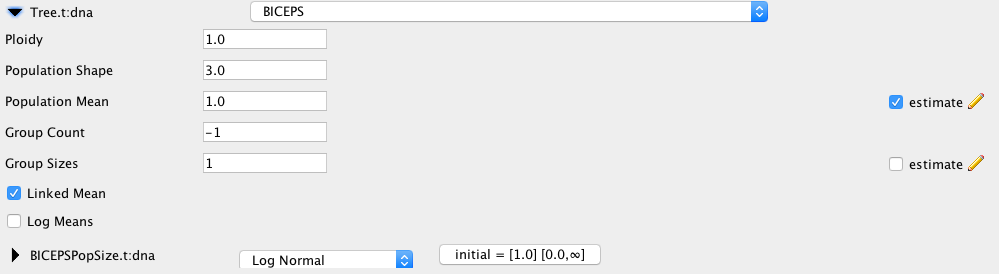 Tree.t:dna BICEPS
Ploidy 1.0
Population Shape 3.0
Population Mean 1.0 estimate
Group Count -1
Group Sizes 1 estimate
Linked Mean
Log Means
BICEPSPopSize.t:dna Log Normal initial = [1.0] [0.0,∞]